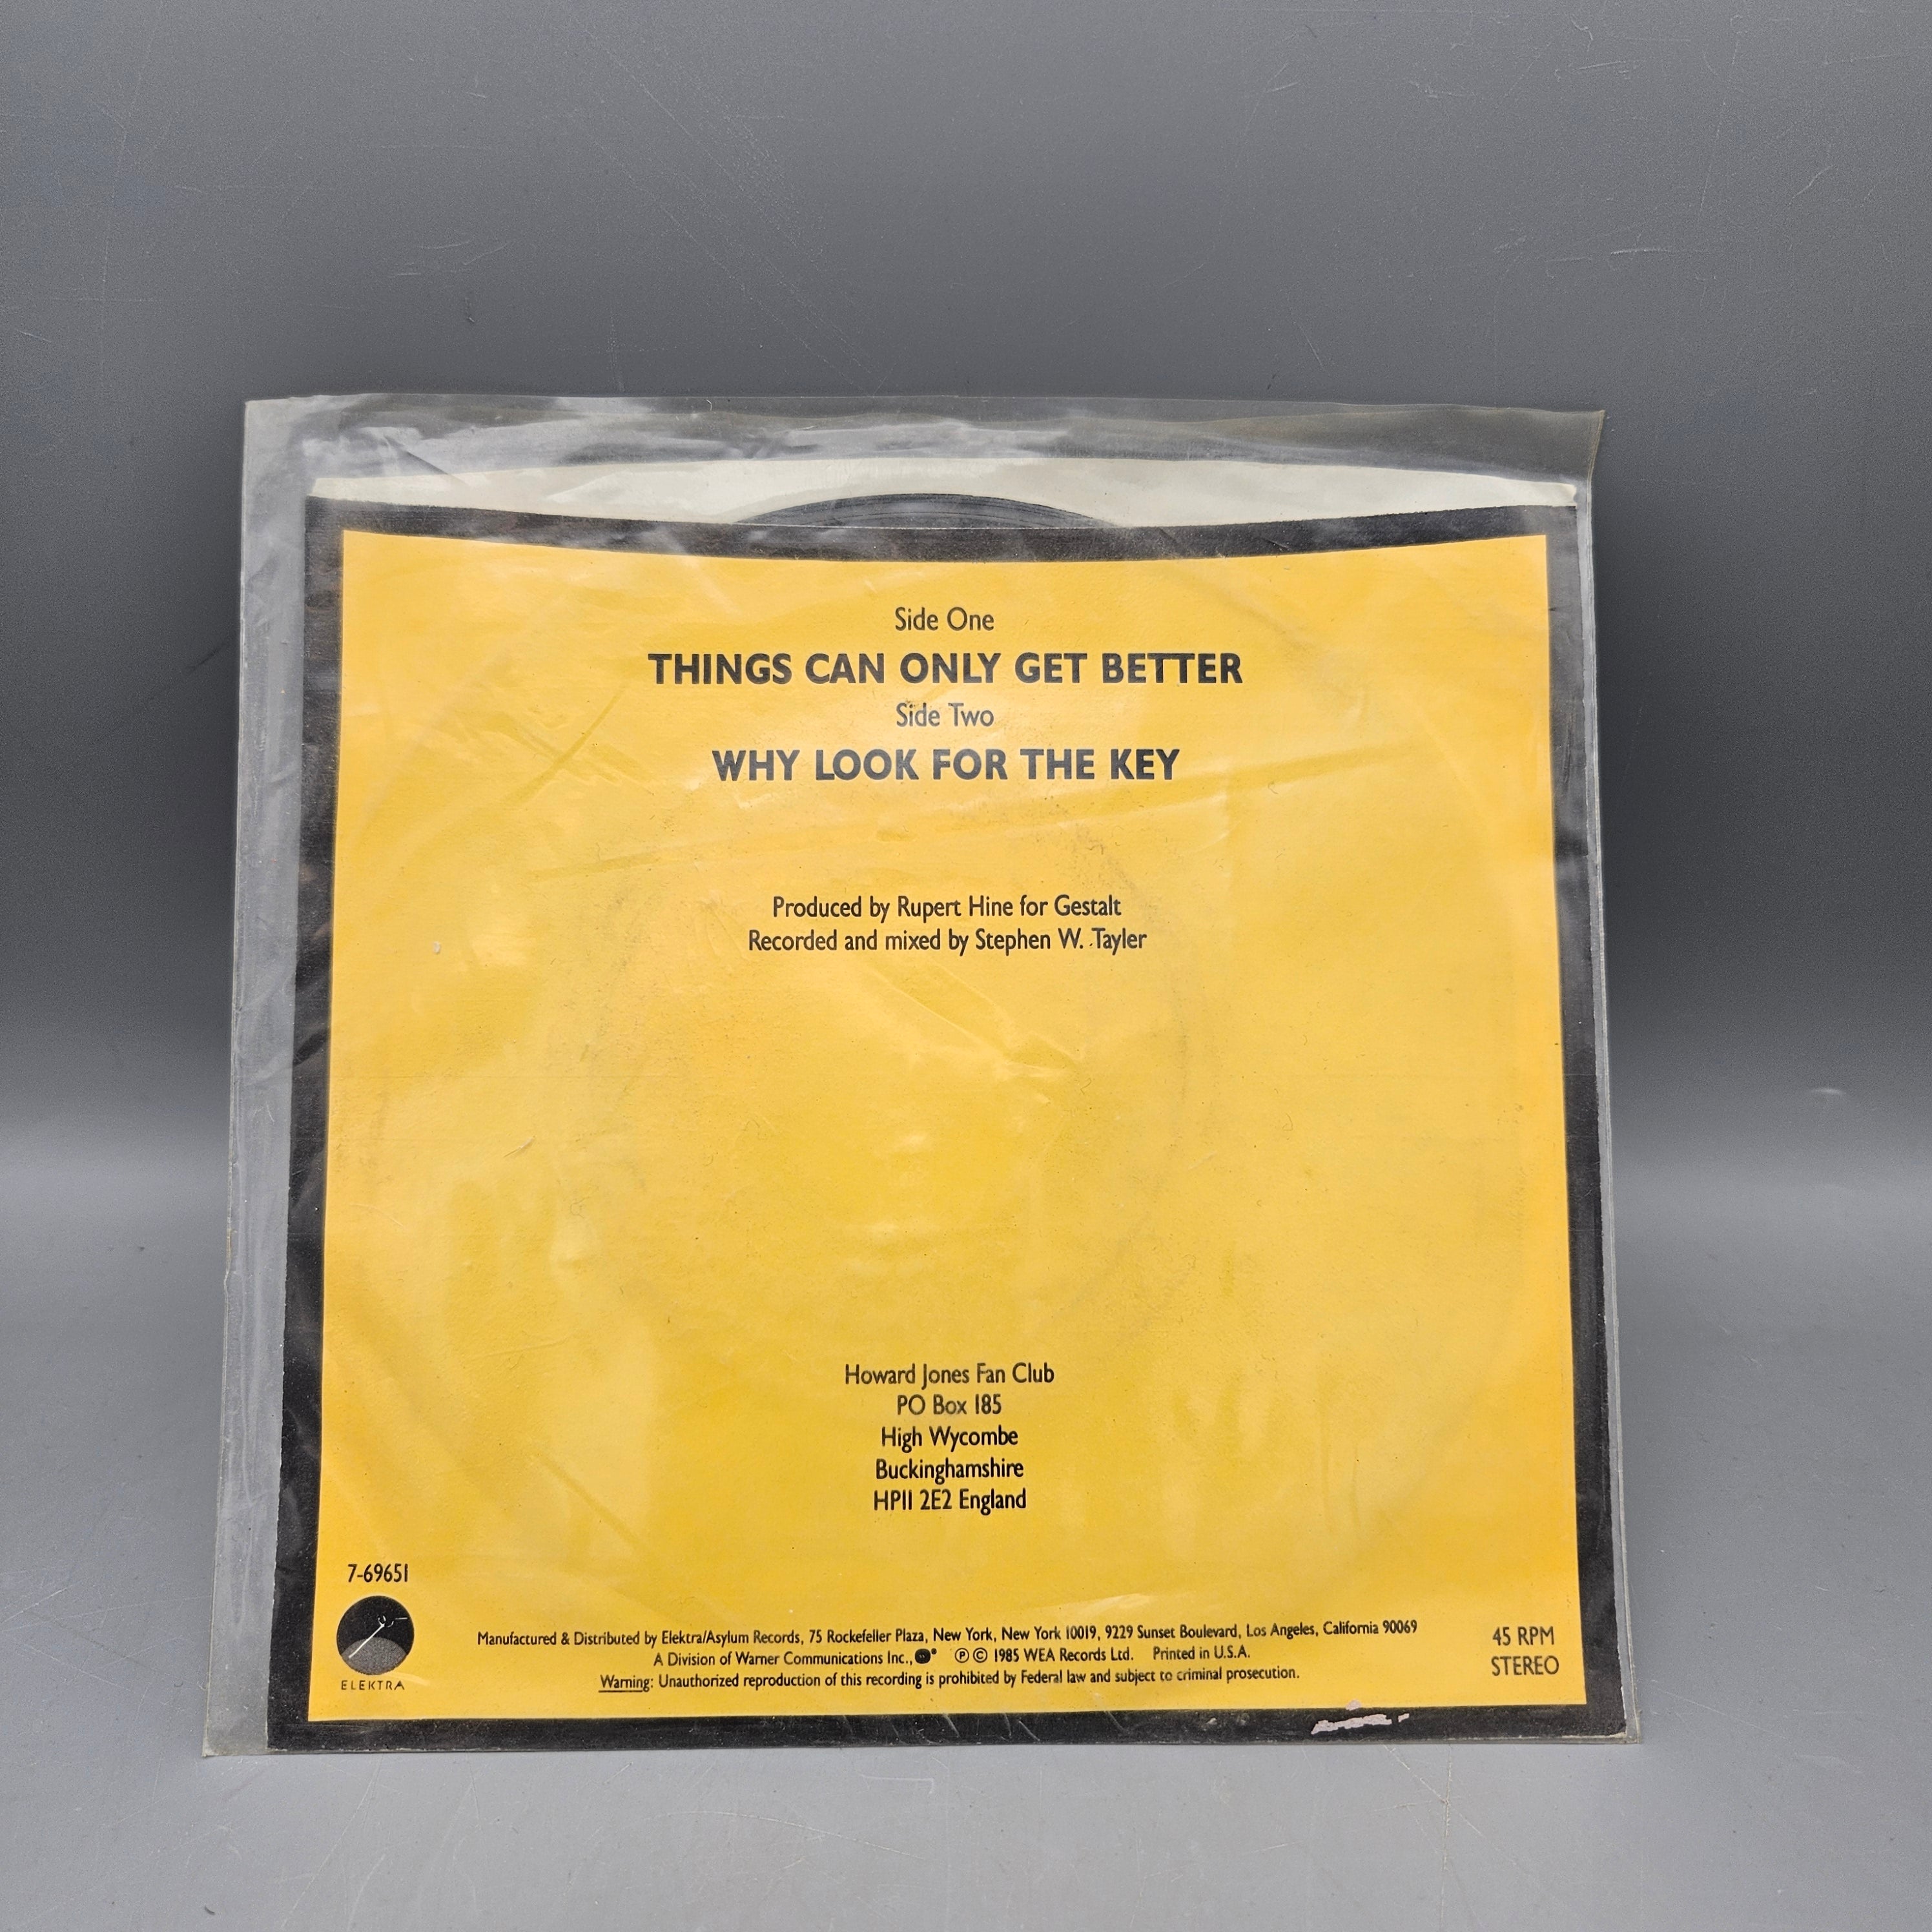 Side One
THINGS CAN ONLY GET BETTER
Side Two
WHY LOOK FOR THE KEY
Produced by Rupert Hine for Gestalt
Recorded and mixed by Stephen W. Tayler
Howard Jones Fan Club
PO Box 185
High Wycombe
Buckinghamshire
HP11 2E2 England
7-69651
ELEKTRA
Manufactured & Distributed by Elektra/Asylum Records, 75 Rockefeller Plaza, New York, New York 10019, 9229 Sunset Boulevard, Los Angeles, California 90069
A Division of Warner Communications Inc., ℗ © 1985 WEA Records Ltd. Printed in U.S.A.
Warning: Unauthorized reproduction of this recording is prohibited by Federal law and subject to criminal prosecution.
45 RPM
STEREO